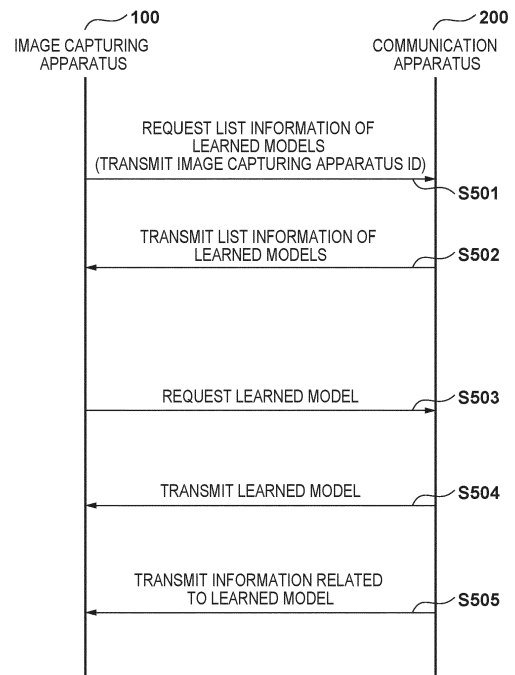 100
200
IMAGE CAPTURING
APPARATUS
COMMUNICATION
APPARATUS
REQUEST LIST INFORMATION OF
LEARNED MODELS
(TRANSMIT IMAGE CAPTURING APPARATUS ID)
S501
TRANSMIT LIST INFORMATION OF
LEARNED MODELS
S502
REQUEST LEARNED MODEL
S503
TRANSMIT LEARNED MODEL
S504
TRANSMIT INFORMATION RELATED
TO LEARNED MODEL
S505